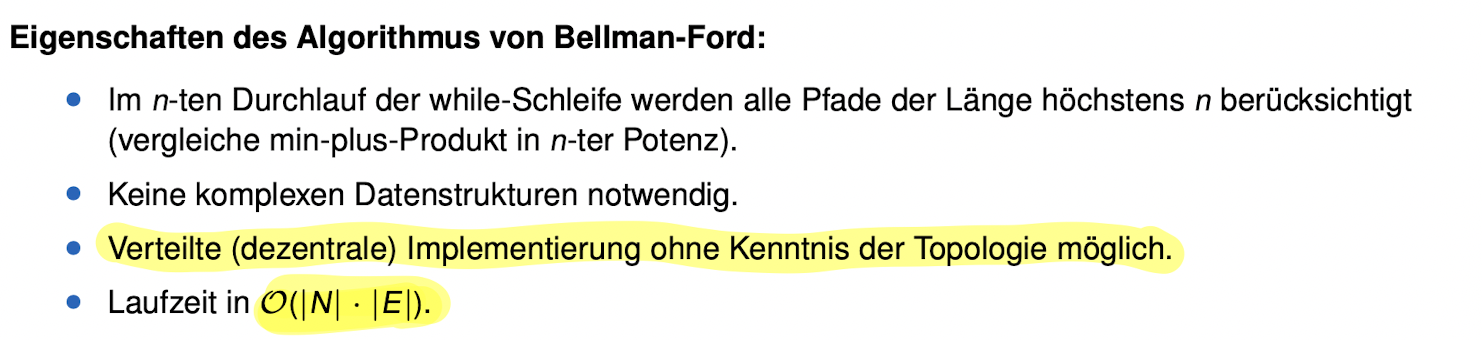 Eigenschaften des Algorithmus von Bellman-Ford:
• Im n-ten Durchlauf der while-Schleife werden alle Pfade der Länge höchstens n berücksichtigt
(vergleiche min-plus-Produkt in n-ter Potenz).
• Keine komplexen Datenstrukturen notwendig.
• Verteilte (dezentrale) Implementierung ohne Kenntnis der Topologie möglich.
• Laufzeit in 𝒪(|N| · |E|).